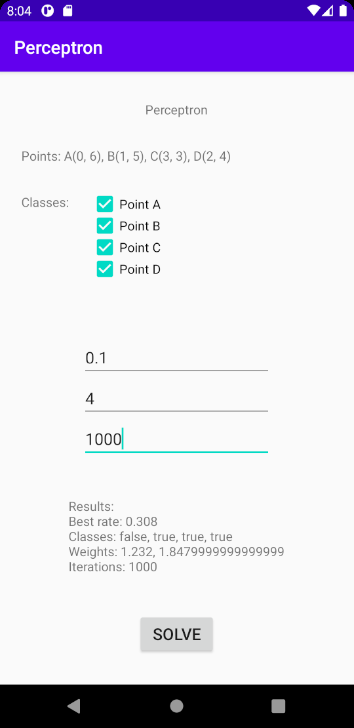 8:04
Perceptron
Perceptron
Points: A(0, 6), B(1, 5), C(3, 3), D(2, 4)
Classes:
Point A
Point B
Point C
Point D
0.1
4
1000
Results:
Best rate: 0.308
Classes: false, true, true, true
Weights: 1.232, 1.8479999999999999
Iterations: 1000
SOLVE